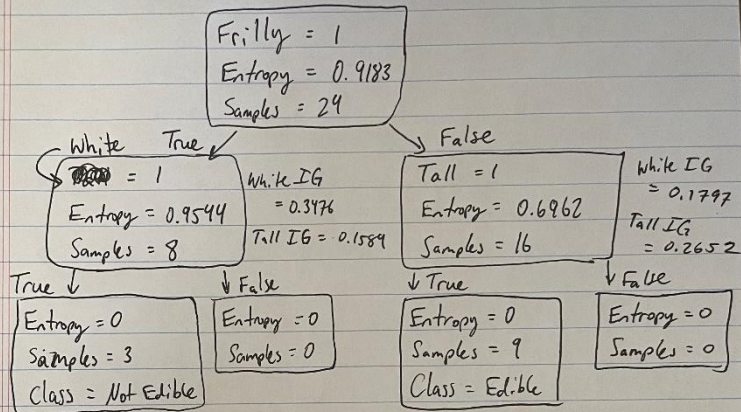 Frilly = 1
Entropy = 0.9183
Samples = 24
White True
False
= 1
Entropy = 0.9544
Samples = 8
White IG
= 0.3476
Tall IG = 0.1589
Tall = 1
Entropy = 0.6962
Samples = 16
White IG
= 0.1797
Tall IG
= 0.2652
True
False
True
False
Entropy = 0
Samples = 3
Class = Not Edible
Entropy = 0
Samples = 0
Entropy = 0
Samples = 9
Class = Edible
Entropy = 0
Samples = 0